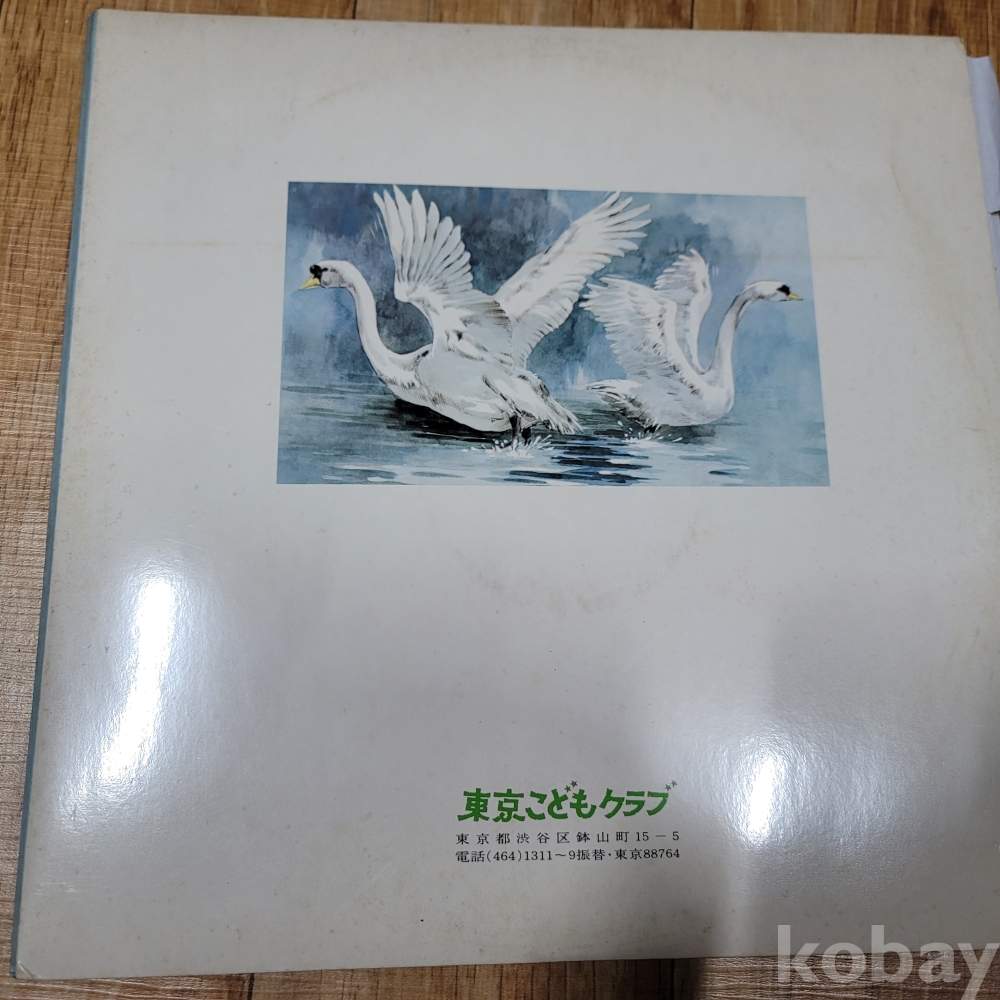 東京こどもクラブ
東京都渋谷区鉢山町15－5
電話(464)1311〜9振替・東京88764
kobay